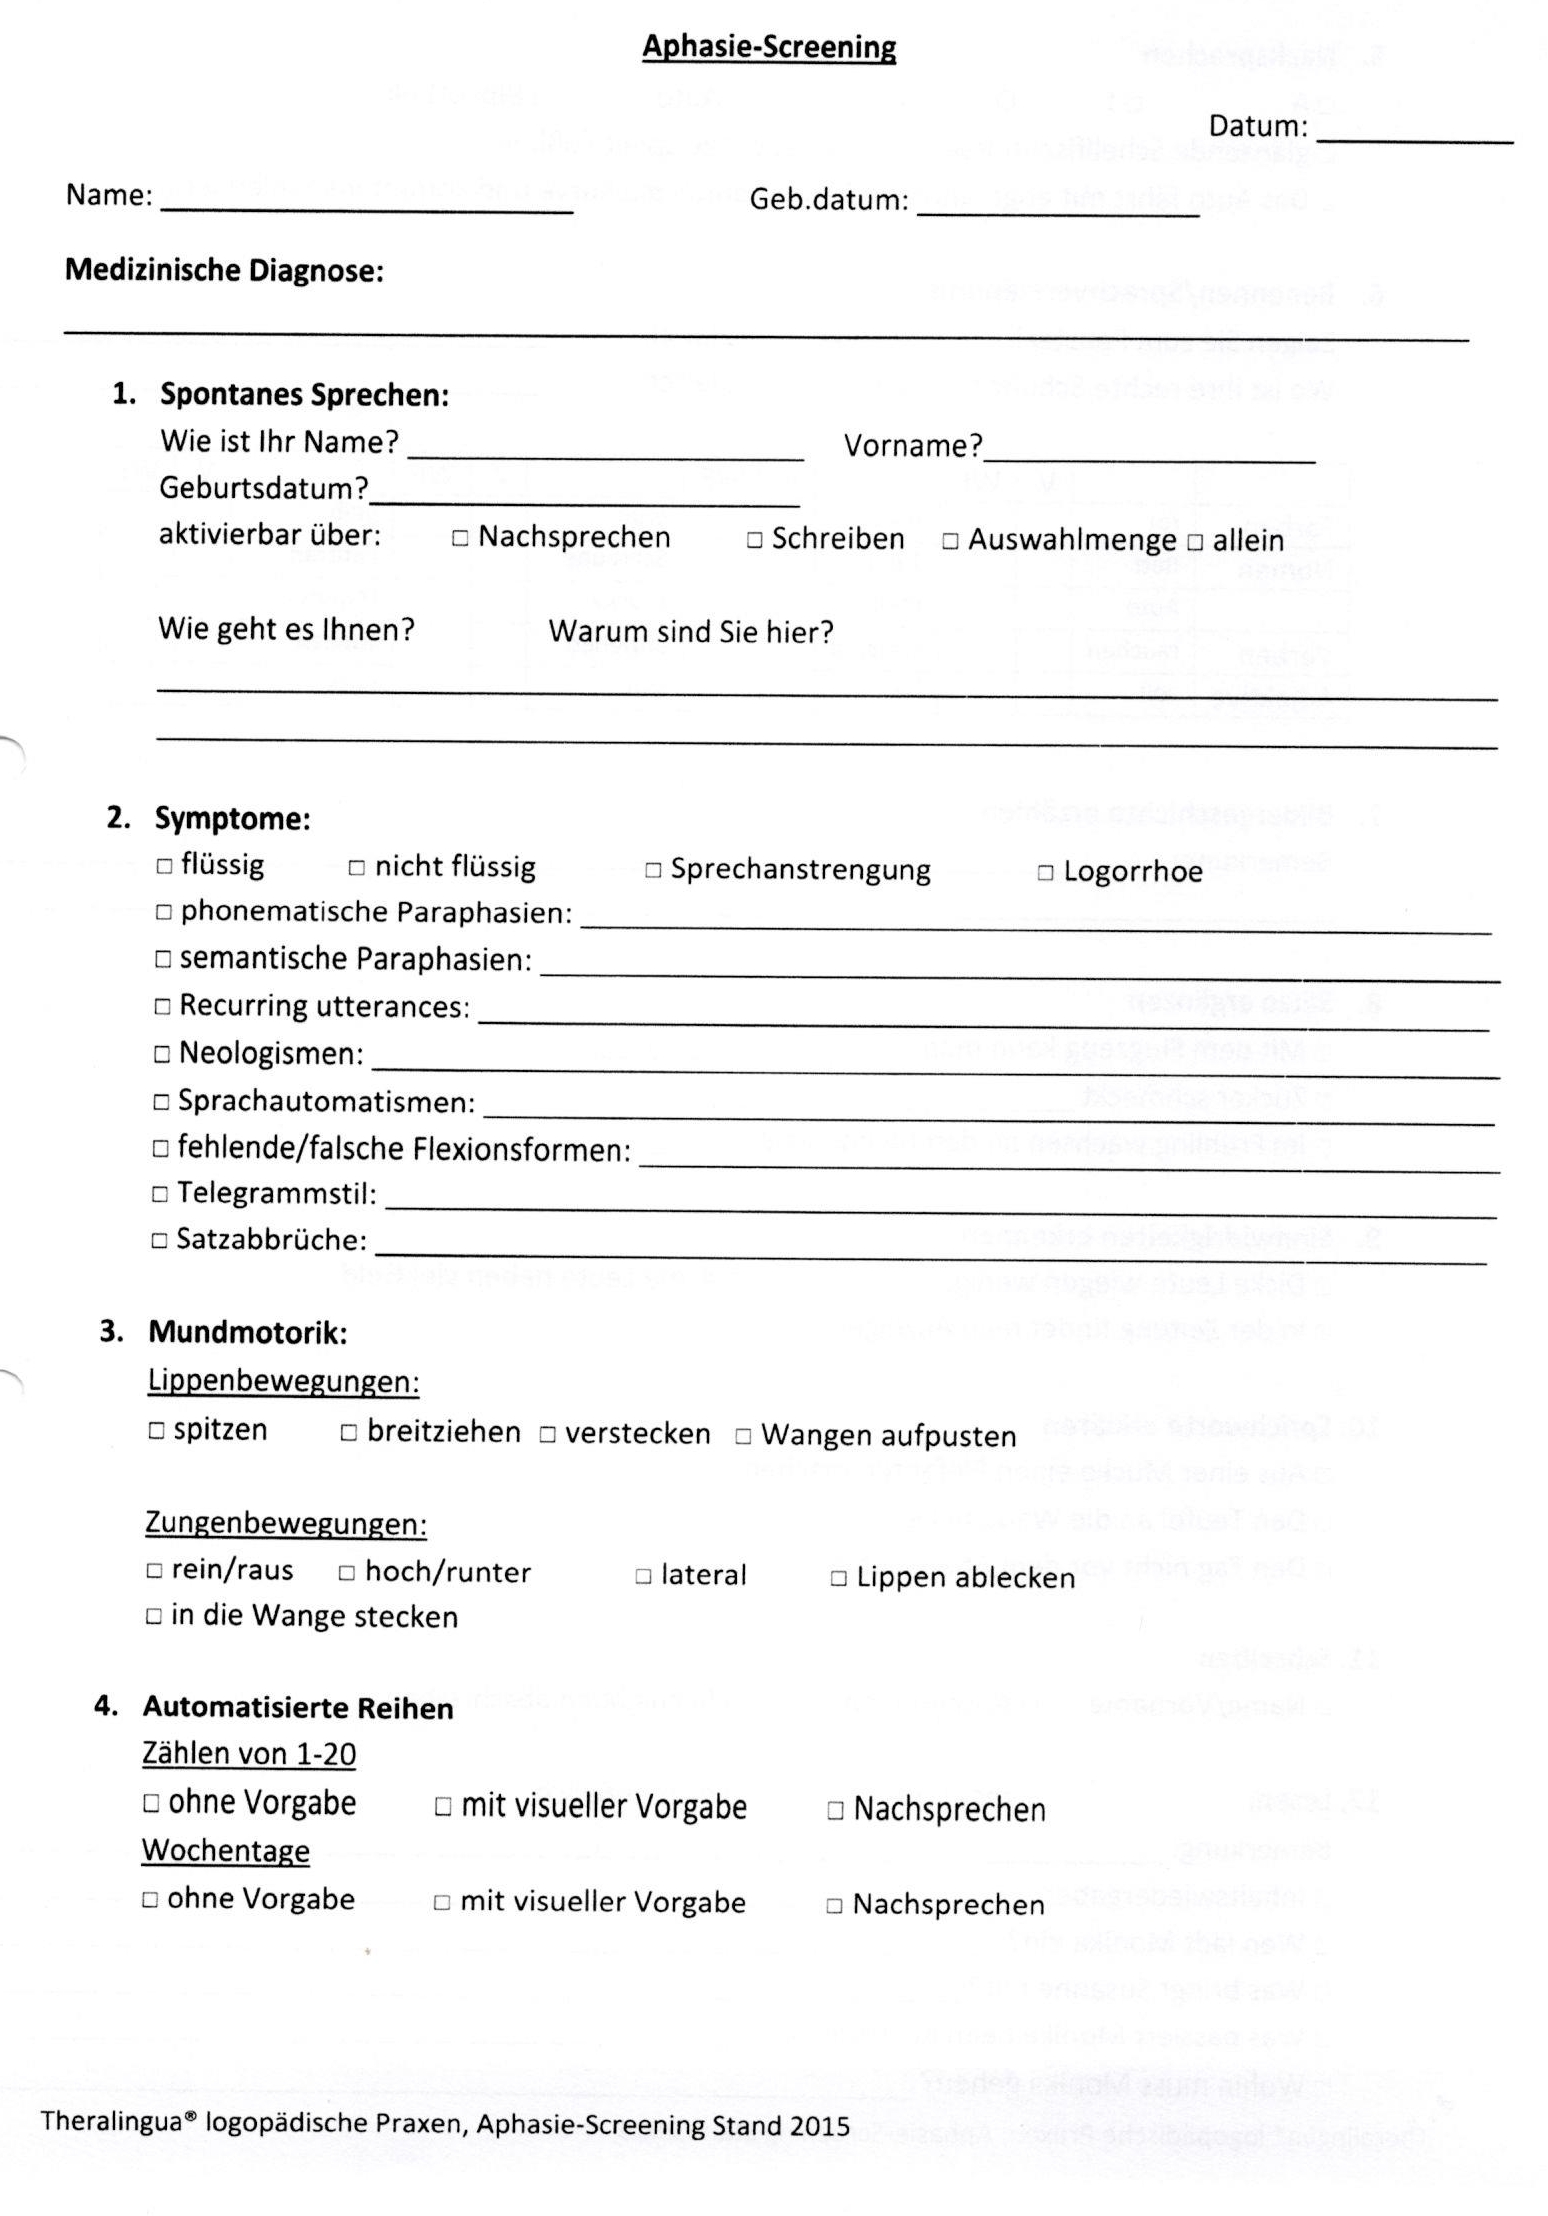 Aphasie-Screening
Datum:
Name: Geb.datum:
Medizinische Diagnose:
1. Spontanes Sprechen:
Wie ist Ihr Name? Vorname?
Geburtsdatum?
aktivierbar über: □ Nachsprechen □ Schreiben □ Auswahlmenge □ allein
Wie geht es Ihnen? Warum sind Sie hier?
2. Symptome:
□ flüssig □ nicht flüssig □ Sprechanstrengung □ Logorrhoe
□ phonematische Paraphasien:
□ semantische Paraphasien:
□ Recurring utterances:
□ Neologismen:
□ Sprachautomatismen:
□ fehlende/falsche Flexionsformen:
□ Telegrammstil:
□ Satzabbrüche:
3. Mundmotorik:
Lippenbewegungen:
□ spitzen □ breitziehen □ verstecken □ Wangen aufpusten
Zungenbewegungen:
□ rein/raus □ hoch/runter □ lateral □ Lippen ablecken
□ in die Wange stecken
4. Automatisierte Reihen
Zählen von 1-20
□ ohne Vorgabe □ mit visueller Vorgabe □ Nachsprechen
Wochentage
□ ohne Vorgabe □ mit visueller Vorgabe □ Nachsprechen
Theralingua® logopädische Praxen, Aphasie-Screening Stand 2015